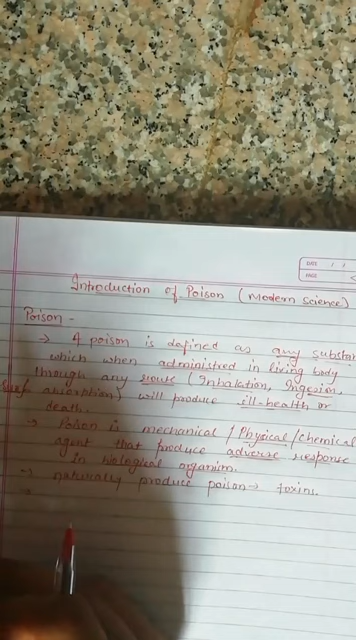 DATE
PAGE
Introduction of Poison (Modern Science)
Poison -
→ A poison is defined as any substan
which when administred in living body
through any route (Inhalation, Ingesion,
absorption) will produce ill-health or
death.
→ Poison is mechanical / Physical / chemical
agent that produce adverse response
in biological organism.
→ naturally produce poison → toxins.
→